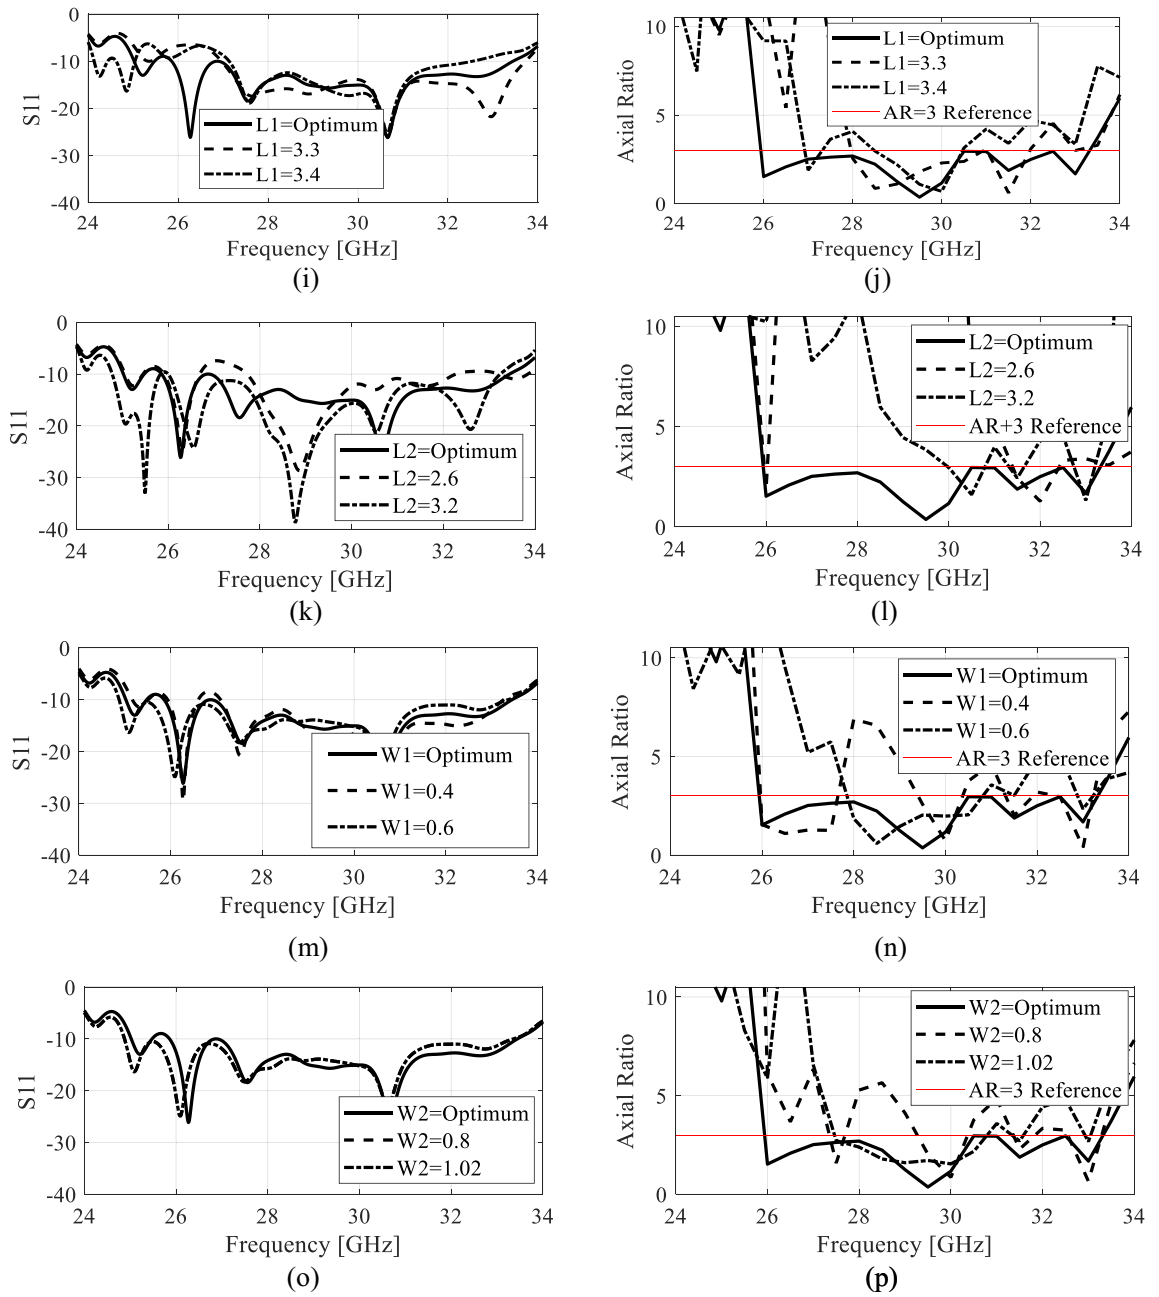 0
-10
-20
-30
-40
S11
L1=Optimum
L1=3.3
L1=3.4
24 26 28 30 32 34
Frequency [GHz]
(i)
10
5
0
Axial Ratio
L1=Optimum
L1=3.3
L1=3.4
AR=3 Reference
24 26 28 30 32 34
Frequency [GHz]
(j)
0
-10
-20
-30
-40
S11
L2=Optimum
L2=2.6
L2=3.2
24 26 28 30 32 34
Frequency [GHz]
(k)
10
5
0
Axial Ratio
L2=Optimum
L2=2.6
L2=3.2
AR+3 Reference
24 26 28 30 32 34
Frequency [GHz]
(l)
0
-10
-20
-30
-40
S11
W1=Optimum
W1=0.4
W1=0.6
24 26 28 30 32 34
Frequency [GHz]
(m)
10
5
0
Axial Ratio
W1=Optimum
W1=0.4
W1=0.6
AR=3 Reference
24 26 28 30 32 34
Frequency [GHz]
(n)
0
-10
-20
-30
-40
S11
W2=Optimum
W2=0.8
W2=1.02
24 26 28 30 32 34
Frequency [GHz]
(o)
10
5
0
Axial Ratio
W2=Optimum
W2=0.8
W2=1.02
AR=3 Reference
24 26 28 30 32 34
Frequency [GHz]
(p)